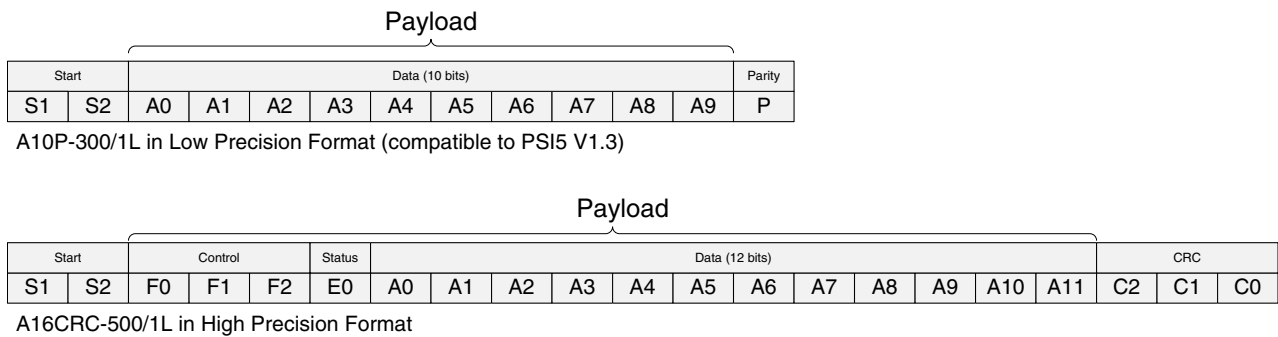 Payload
Start Data (10 bits) Parity
S1 S2 A0 A1 A2 A3 A4 A5 A6 A7 A8 A9 P
A10P-300/1L in Low Precision Format (compatible to PSI5 V1.3)
Payload
Start Control Status Data (12 bits) CRC
S1 S2 F0 F1 F2 E0 A0 A1 A2 A3 A4 A5 A6 A7 A8 A9 A10 A11 C2 C1 C0
A16CRC-500/1L in High Precision Format